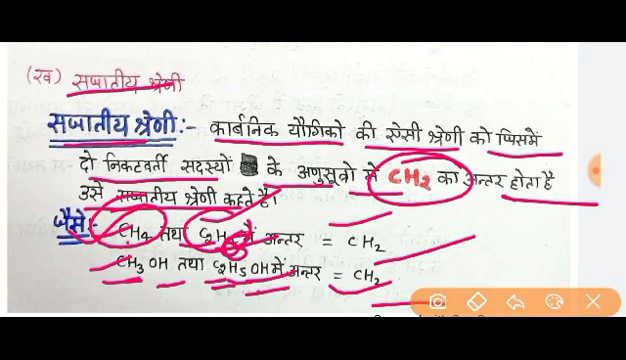 (ख) सजातीय श्रेणी
सजातीय श्रेणी :- कार्बनिक यौगिको की ऐसी श्रेणी को जिसमें
दो निकटवर्ती सदस्यों के अणुसूत्रो में CH2 का अन्तर होता है
उसे सजातीय श्रेणी कहते है।
जैसे:- CH4 तथा C2H6 में अन्तर = CH2
CH3OH तथा C2H5OH में अन्तर = CH2